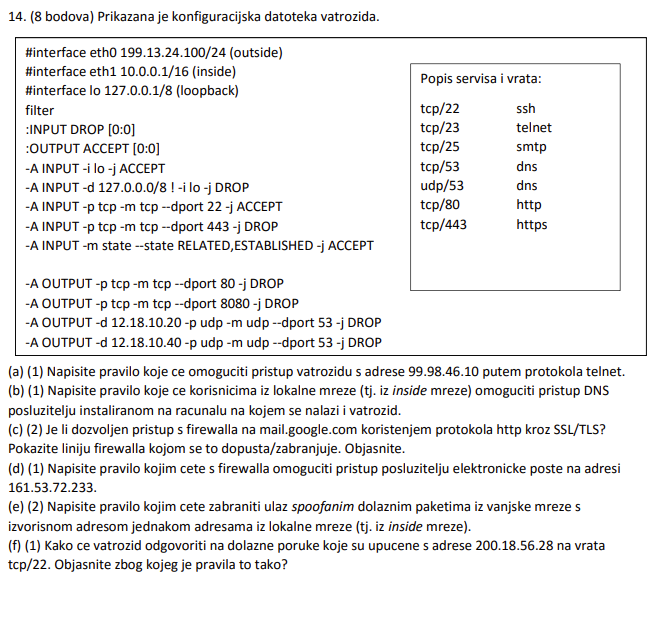 14. (8 bodova) Prikazana je konfiguracijska datoteka vatrozida.
#interface eth0 199.13.24.100/24 (outside)
#interface eth1 10.0.0.1/16 (inside)
#interface lo 127.0.0.1/8 (loopback)
filter
:INPUT DROP [0:0]
:OUTPUT ACCEPT [0:0]
-A INPUT -i lo -j ACCEPT
-A INPUT -d 127.0.0.0/8 ! -i lo -j DROP
-A INPUT -p tcp -m tcp --dport 22 -j ACCEPT
-A INPUT -p tcp -m tcp --dport 443 -j DROP
-A INPUT -m state --state RELATED,ESTABLISHED -j ACCEPT
-A OUTPUT -p tcp -m tcp --dport 80 -j DROP
-A OUTPUT -p tcp -m tcp --dport 8080 -j DROP
-A OUTPUT -d 12.18.10.20 -p udp -m udp --dport 53 -j DROP
-A OUTPUT -d 12.18.10.40 -p udp -m udp --dport 53 -j DROP
Popis servisa i vrata:
tcp/22 ssh
tcp/23 telnet
tcp/25 smtp
tcp/53 dns
udp/53 dns
tcp/80 http
tcp/443 https
(a) (1) Napisite pravilo koje ce omoguciti pristup vatrozidu s adrese 99.98.46.10 putem protokola telnet.
(b) (1) Napisite pravilo koje ce korisnicima iz lokalne mreze (tj. iz inside mreze) omoguciti pristup DNS
posluzitelju instaliranom na racunalu na kojem se nalazi i vatrozid.
(c) (2) Je li dozvoljen pristup s firewalla na mail.google.com koristenjem protokola http kroz SSL/TLS?
Pokazite liniju firewalla kojom se to dopusta/zabranjuje. Objasnite.
(d) (1) Napisite pravilo kojim cete s firewalla omoguciti pristup posluzitelju elektronicke poste na adresi
161.53.72.233.
(e) (2) Napisite pravilo kojim cete zabraniti ulaz spoofanim dolaznim paketima iz vanjske mreze s
izvorisnom adresom jednakom adresama iz lokalne mreze (tj. iz inside mreze).
(f) (1) Kako ce vatrozid odgovoriti na dolazne poruke koje su upucene s adrese 200.18.56.28 na vrata
tcp/22. Objasnite zbog kojeg je pravila to tako?